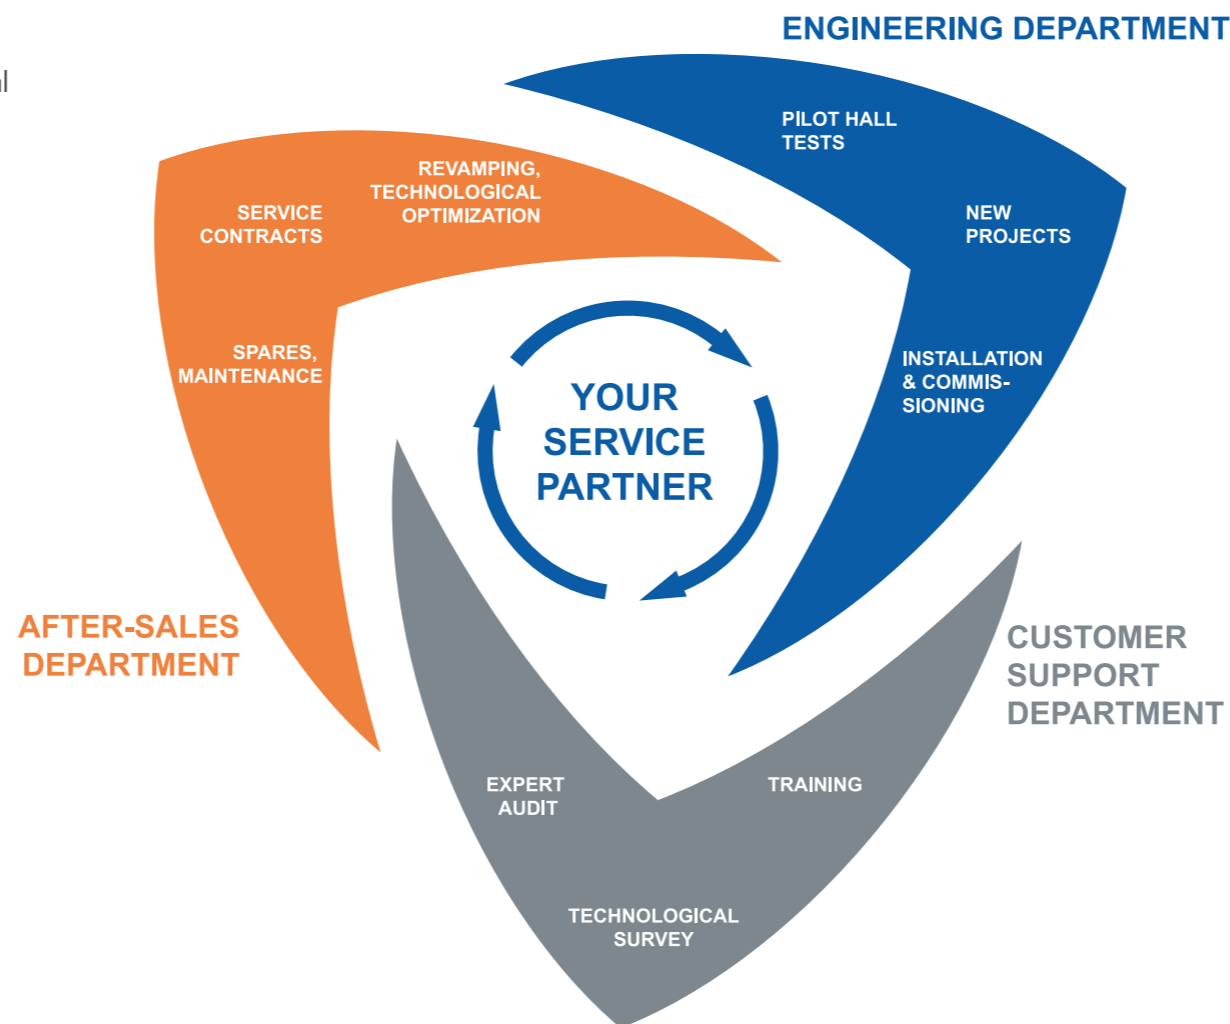 ENGINEERING DEPARTMENT
PILOT HALL
TESTS
NEW
PROJECTS
INSTALLATION
& COMMIS-
SIONING
REVAMPING,
TECHNOLOGICAL
OPTIMIZATION
SERVICE
CONTRACTS
SPARES,
MAINTENANCE
YOUR
SERVICE
PARTNER
AFTER-SALES
DEPARTMENT
CUSTOMER
SUPPORT
DEPARTMENT
EXPERT
AUDIT
TRAINING
TECHNOLOGICAL
SURVEY